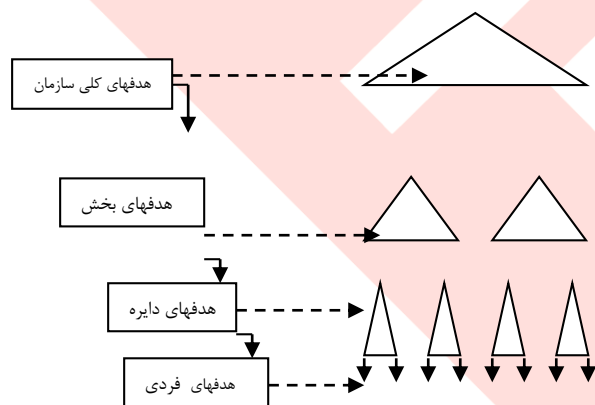 هدفهای کلی سازمان
هدفهای بخش
هدفهای دایره
هدفهای فردی